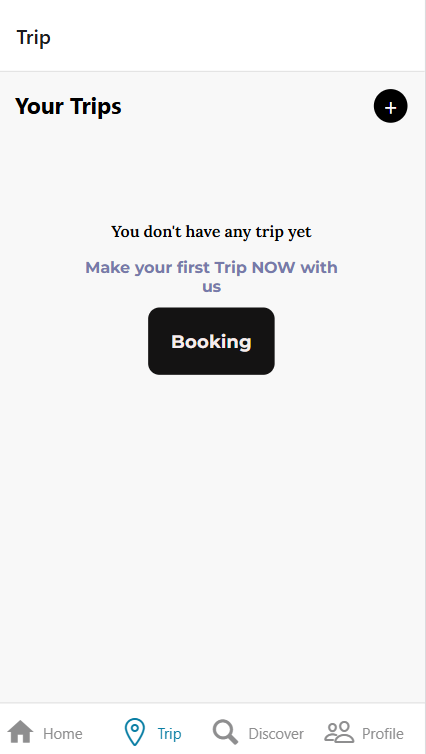 Trip
Your Trips
+
You don't have any trip yet
Make your first Trip NOW with
us
Booking
Home Trip Discover Profile